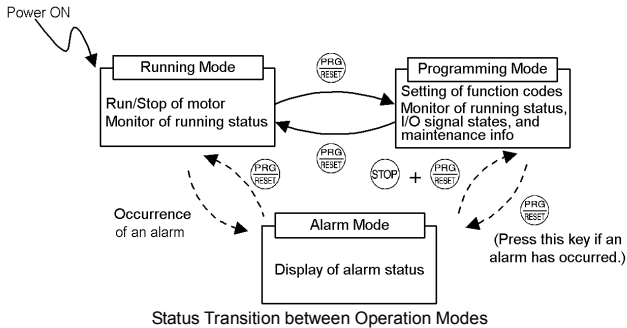 Power ON
Running Mode
Run/Stop of motor
Monitor of running status
PRG
RESET
PRG
RESET
Programming Mode
Setting of function codes
Monitor of running status,
I/O signal states, and
maintenance info
PRG
RESET
Occurrence
of an alarm
STOP + PRG
RESET
PRG
RESET
(Press this key if an
alarm has occurred.)
Alarm Mode
Display of alarm status
Status Transition between Operation Modes